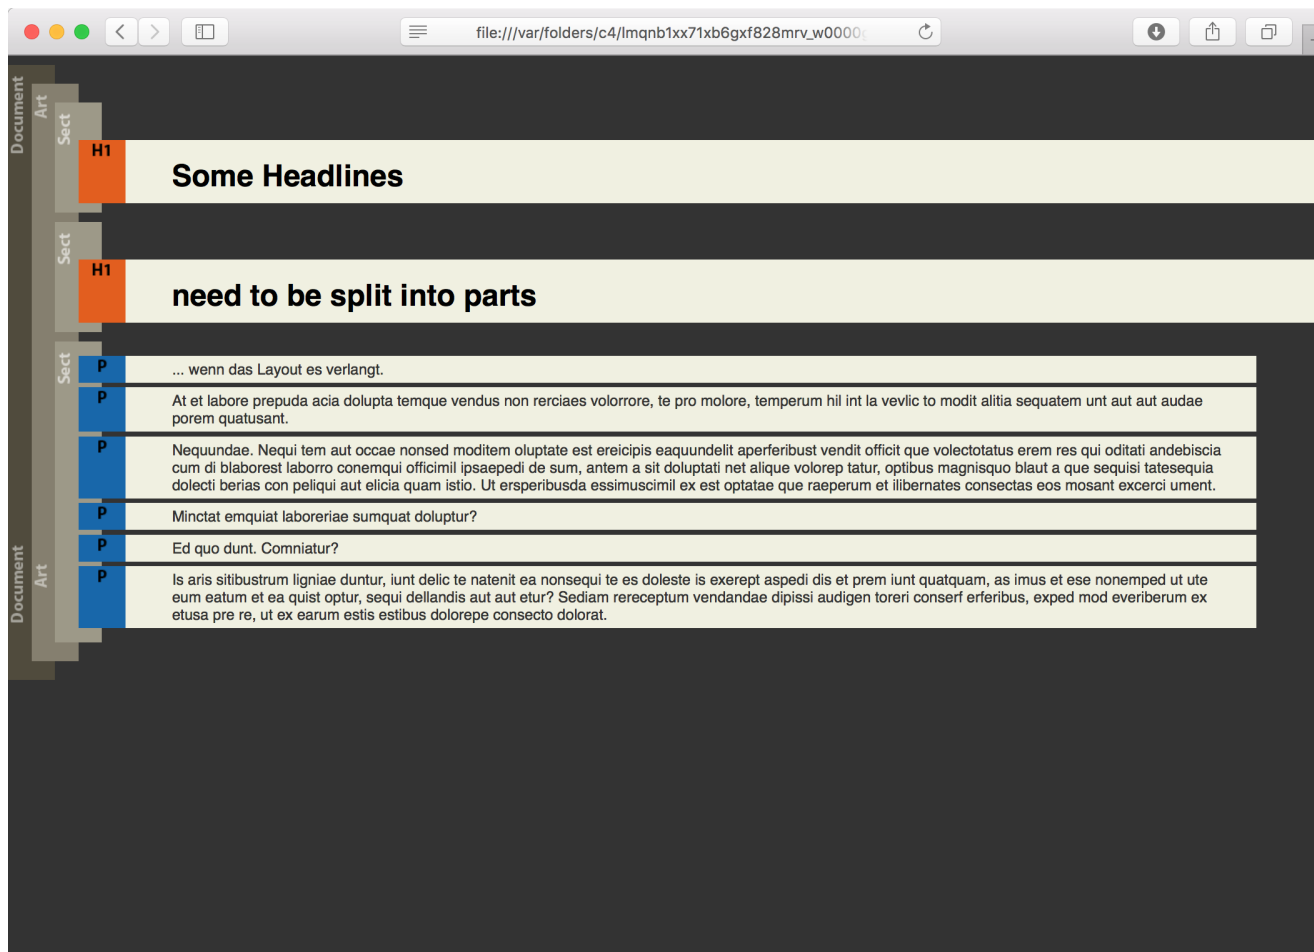 file:///var/folders/c4/lmqnb1xx71xb6gxf828mrv_w0000
Document
Art
Sect
H1
Some Headlines
Sect
H1
need to be split into parts
Sect
P
... wenn das Layout es verlangt.
P
At et labore prepuda acia dolupta temque vendus non rerciaes volorrore, te pro molore, temperum hil int la vevlic to modit alitia sequatem unt aut aut audae
porem quatusant.
P
Nequundae. Nequi tem aut occae nonsed moditem oluptate est ereicipis eaquundelit aperferibust vendit officit que volectotatus erem res qui oditati andebiscia
cum di blaborest laborro conemqui officimil ipsaepedi de sum, antem a sit doluptati net alique volorep tatur, optibus magnisquo blaut a que sequisi tatesequia
dolecti berias con peliqui aut elicia quam istio. Ut ersperibusda essimuscimil ex est optatae que raeperum et ilibernates consectas eos mosant excerci ument.
P
Minctat emquiat laboreriae sumquat doluptur?
P
Ed quo dunt. Comniatur?
Document
Art
P
Is aris sitibustrum ligniae duntur, iunt delic te natenit ea nonsequi te es doleste is exerept aspedi dis et prem iunt quatquam, as imus et ese nonemped ut ute
eum eatum et ea quist optur, sequi dellandis aut aut etur? Sediam rereceptum vendandae dipissi audigen toreri conserf erferibus, exped mod everiberum ex
etusa pre re, ut ex earum estis estibus dolorepe consecto dolorat.